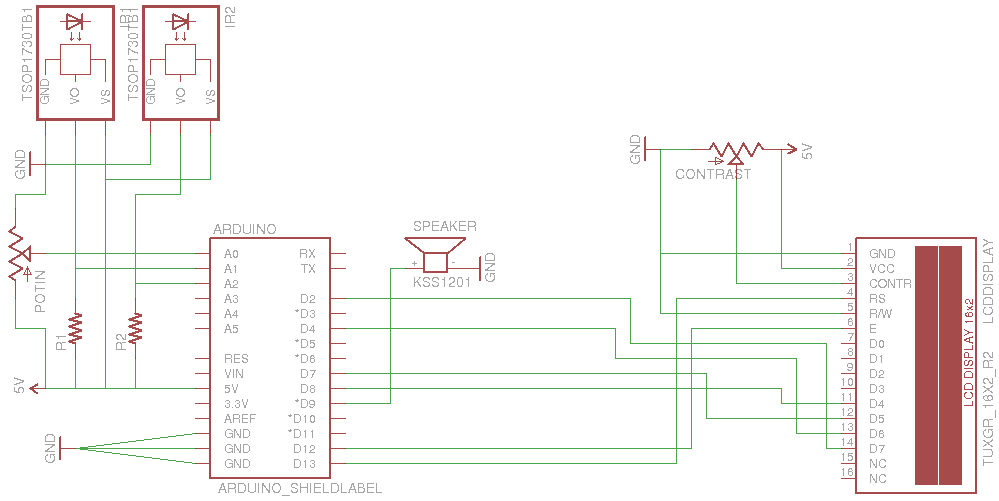 TSOP1730TB1
IR1
TSOP1730TB1
IR2
GND
VO
VS
GND
VO
VS
GND
GND
CONTRAST
5V
POTIN
R1
R2
5V
GND
ARDUINO
A0
A1
A2
A3
A4
A5
RES
VIN
5V
3.3V
AREF
GND
GND
GND
RX
TX
D2
*D3
D4
*D5
*D6
D7
D8
*D9
*D10
*D11
D12
D13
ARDUINO_SHIELDLABEL
SPEAKER
+
-
KSS1201
GND
1 GND
2 VCC
3 CONTR
4 RS
5 R/W
6 E
7 D0
8 D1
9 D2
10 D3
11 D4
12 D5
13 D6
14 D7
15 NC
16 NC
LCD DISPLAY 16x2
LCDDISPLAY
TUXGR_16X2_R2